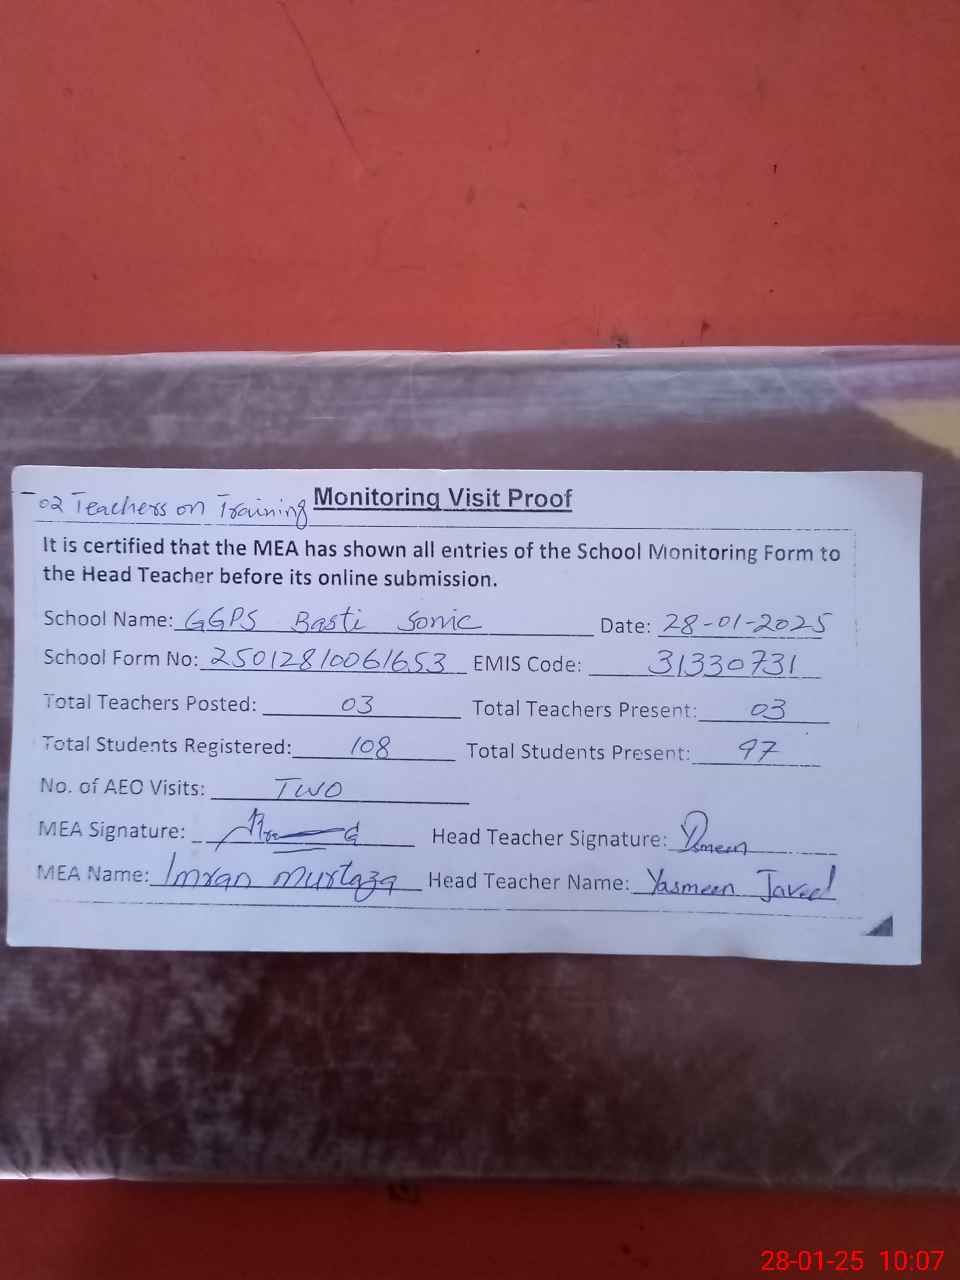 02 Teachers on Training Monitoring Visit Proof
It is certified that the MEA has shown all entries of the School Monitoring Form to
the Head Teacher before its online submission.
School Name: GGPS Basti Sonic Date: 28-01-2025
School Form No: 25012810061653 EMIS Code: 31330731
Total Teachers Posted: 03 Total Teachers Present: 03
Total Students Registered: 108 Total Students Present: 97
No. of AEO Visits: TWO
MEA Signature: Head Teacher Signature: Yasmeen
MEA Name: Imran Murtaza Head Teacher Name: Yasmeen Javed
28-01-25 10:07